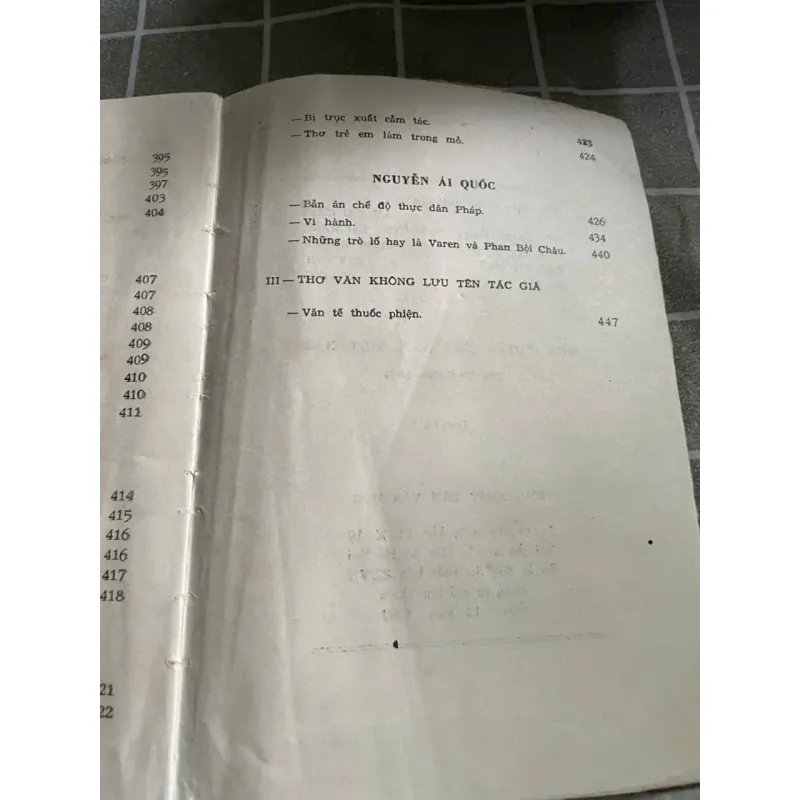 395
395
397
403
404
407
407
408
408
409
409
410
410
411
414
415
416
416
417
418
21
22
— Bị trục xuất cảm tác. 423
— Thơ trẻ em làm trong mỏ. 424
NGUYỄN ÁI QUỐC
— Bản án chế độ thực dân Pháp. 426
— Vi hành. 434
— Những trò lố hay là Varen và Phan Bội Châu. 440
III — THƠ VĂN KHÔNG LƯU TÊN TÁC GIẢ
— Văn tế thuốc phiện. 447